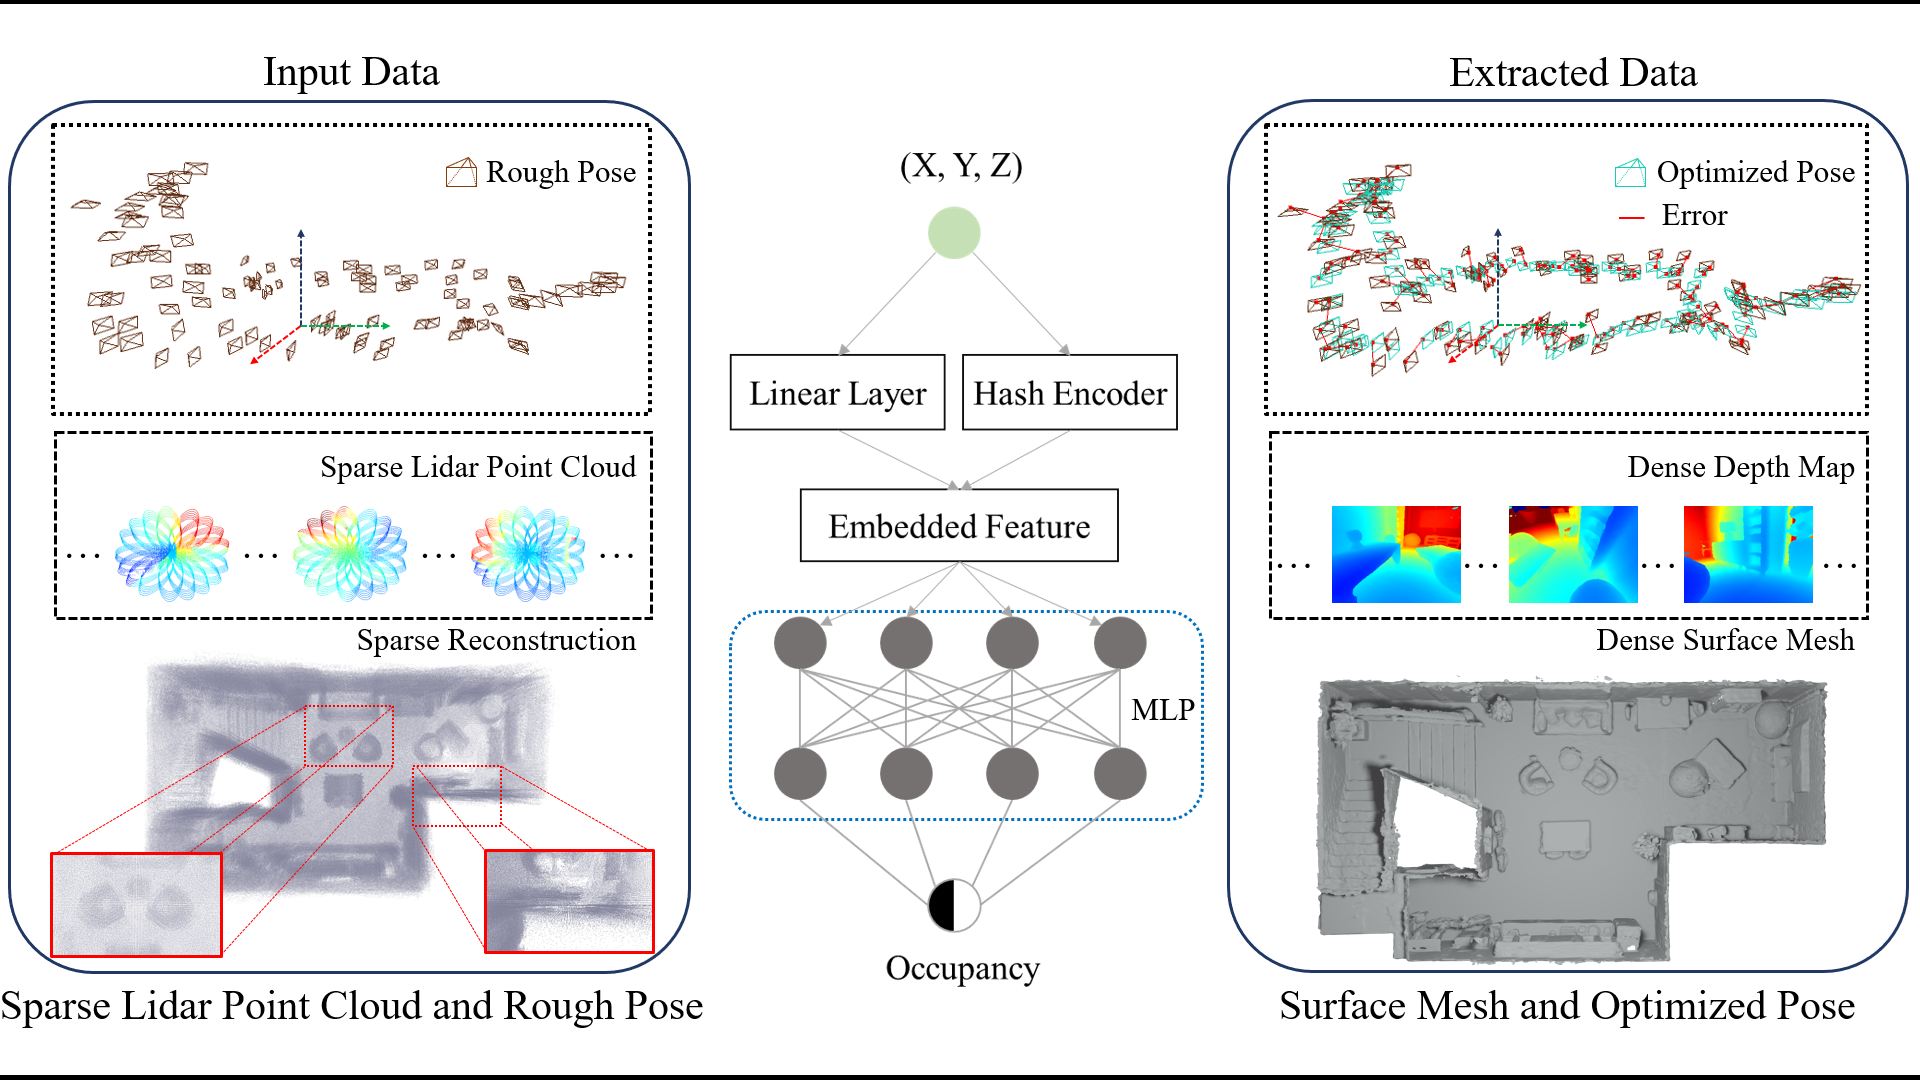 Input Data
Rough Pose
Sparse Lidar Point Cloud
... ... ... ...
Sparse Reconstruction
Sparse Lidar Point Cloud and Rough Pose
(X, Y, Z)
Linear Layer
Hash Encoder
Embedded Feature
MLP
Occupancy
Extracted Data
Optimized Pose
Error
Dense Depth Map
... ... ... ...
Dense Surface Mesh
Surface Mesh and Optimized Pose